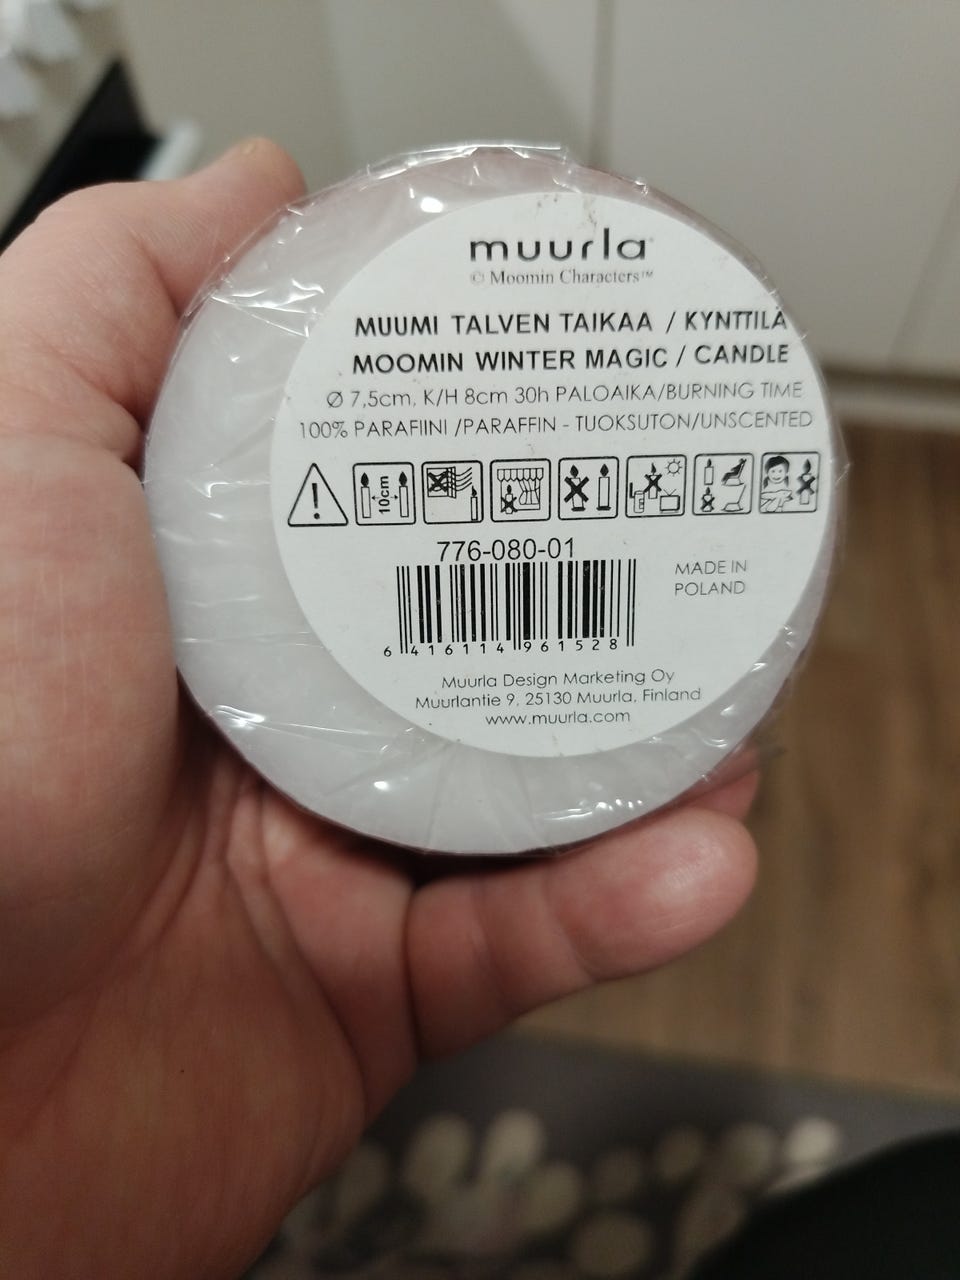 muurla
© Moomin Characters™
MUUMI TALVEN TAIKAA / KYNTTILÄ
MOOMIN WINTER MAGIC / CANDLE
Ø 7,5cm, K/H 8cm 30h PALOAIKA/BURNING TIME
100% PARAFIINI /PARAFFIN - TUOKSUTON/UNSCENTED
10cm
776-080-01
MADE IN
POLAND
6 416114 961528
Muurla Design Marketing Oy
Muurlantie 9, 25130 Muurla, Finland
www.muurla.com